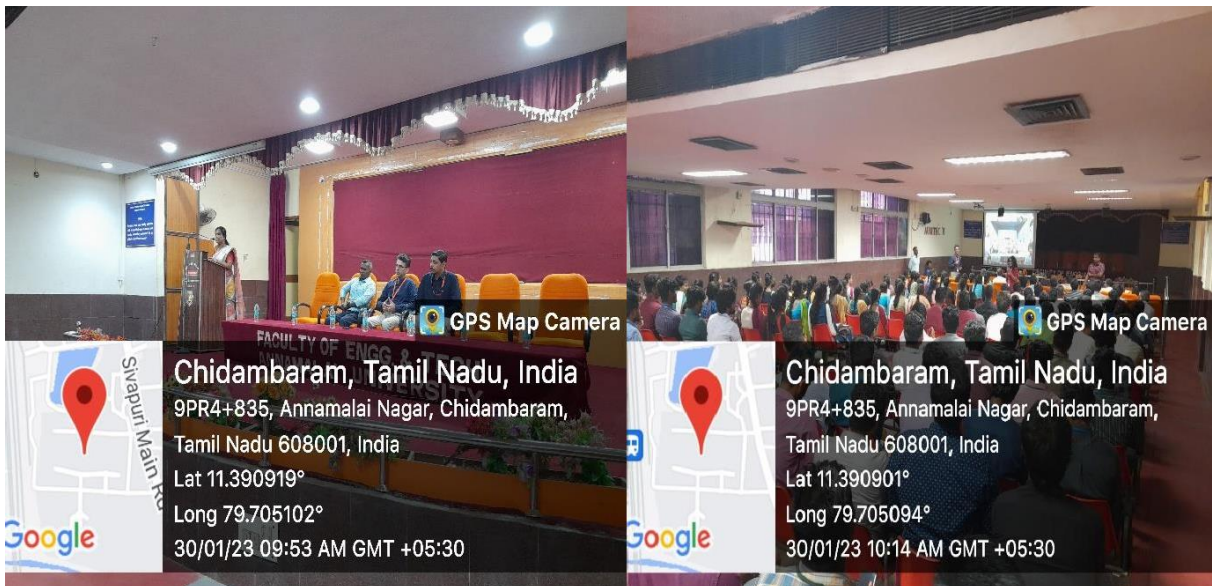 FACULTY OF ENGG & TECH
GPS Map Camera
Sivapuri Main
Google
Chidambaram, Tamil Nadu, India
9PR4+835, Annamalai Nagar, Chidambaram,
Tamil Nadu 608001, India
Lat 11.390919°
Long 79.705102°
30/01/23 09:53 AM GMT +05:30
GPS Map Camera
Google
Chidambaram, Tamil Nadu, India
9PR4+835, Annamalai Nagar, Chidambaram,
Tamil Nadu 608001, India
Lat 11.390901°
Long 79.705094°
30/01/23 10:14 AM GMT +05:30